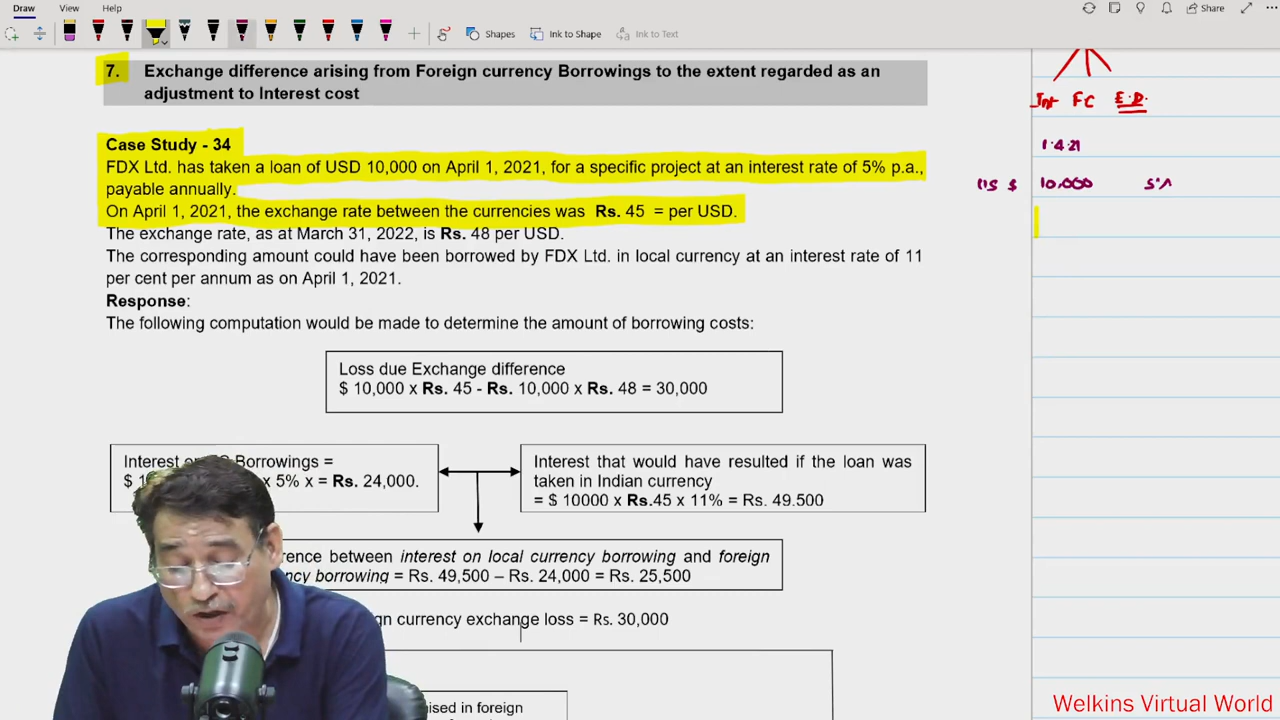 Draw View Help
Share
Shapes Ink to Shape Ink to Text
7. Exchange difference arising from Foreign currency Borrowings to the extent regarded as an
adjustment to Interest cost
Int FC E.D.
Case Study - 34
1.4.21
FDX Ltd. has taken a loan of USD 10,000 on April 1, 2021, for a specific project at an interest rate of 5% p.a.,
payable annually.
US $ 10.000 5%
On April 1, 2021, the exchange rate between the currencies was Rs. 45 = per USD.
The exchange rate, as at March 31, 2022, is Rs. 48 per USD.
The corresponding amount could have been borrowed by FDX Ltd. in local currency at an interest rate of 11
per cent per annum as on April 1, 2021.
Response:
The following computation would be made to determine the amount of borrowing costs:
Loss due Exchange difference
$ 10,000 x Rs. 45 - Rs. 10,000 x Rs. 48 = 30,000
Interest Borrowings =
$ x 5% x = Rs. 24,000.
Interest that would have resulted if the loan was
taken in Indian currency
= $ 10000 x Rs.45 x 11% = Rs. 49.500
between interest on local currency borrowing and foreign
borrowing = Rs. 49,500 – Rs. 24,000 = Rs. 25,500
currency exchange loss = Rs. 30,000
in foreign
Welkins Virtual World